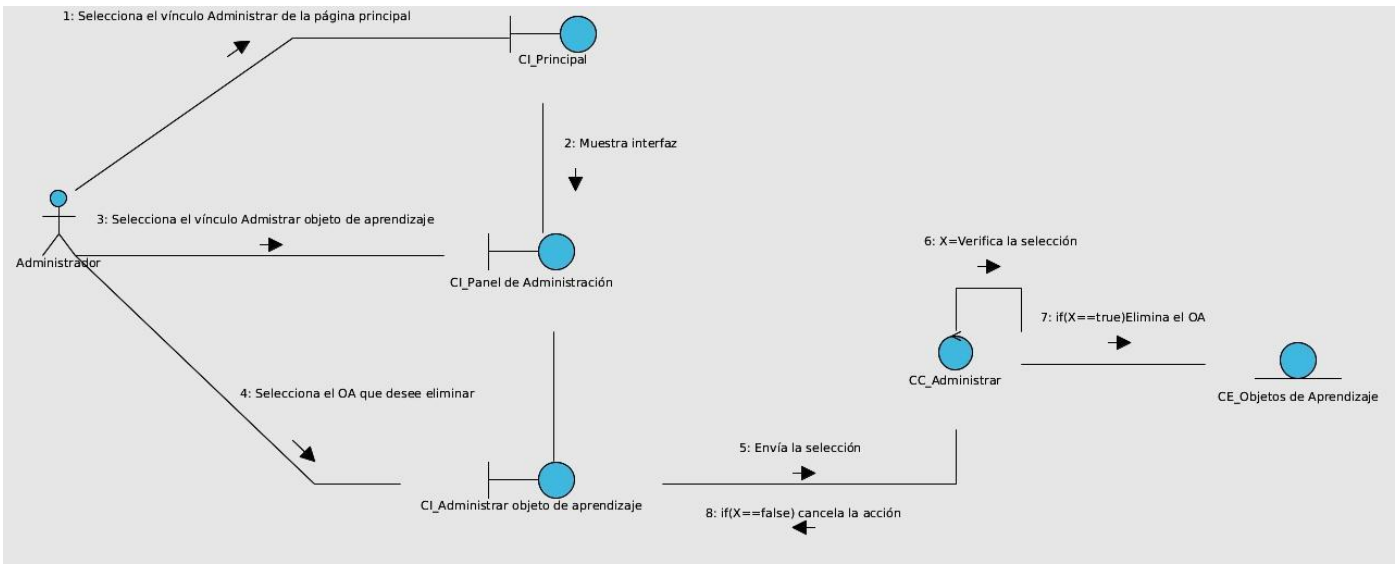 1: Selecciona el vínculo Administrar de la página principal
CI_Principal
2: Muestra interfaz
3: Selecciona el vínculo Admistrar objeto de aprendizaje
Administrador
CI_Panel de Administración
6: X=Verifica la selección
7: if(X==true)Elimina el OA
CC_Administrar
CE_Objetos de Aprendizaje
4: Selecciona el OA que desee eliminar
5: Envía la selección
CI_Administrar objeto de aprendizaje
8: if(X==false) cancela la acción